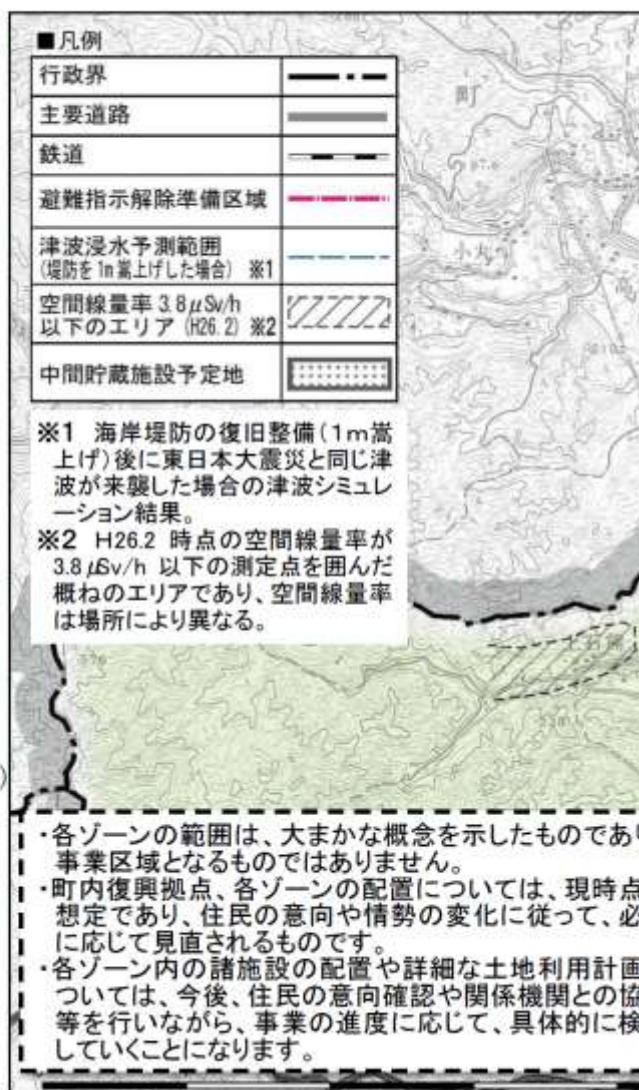 ■凡例
行政界
主要道路
鉄道
避難指示解除準備区域
津波浸水予測範囲
(堤防を1m嵩上げした場合) ※1
空間線量率 3.8μSv/h
以下のエリア (H26.2) ※2
中間貯蔵施設予定地
※1 海岸堤防の復旧整備(1m嵩
上げ)後に東日本大震災と同じ津
波が来襲した場合の津波シミュレ
ーション結果。
※2 H26.2 時点の空間線量率が
3.8μSv/h 以下の測定点を囲んだ
概ねのエリアであり、空間線量率
は場所により異なる。
町
小丸
・各ゾーンの範囲は、大まかな概念を示したものであり
事業区域となるものではありません。
・町内復興拠点、各ゾーンの配置については、現時点
想定であり、住民の意向や情勢の変化に従って、必
に応じて見直されるものです。
・各ゾーン内の諸施設の配置や詳細な土地利用計画
ついては、今後、住民の意向確認や関係機関との協
等を行いながら、事業の進度に応じて、具体的に検
していくことになります。